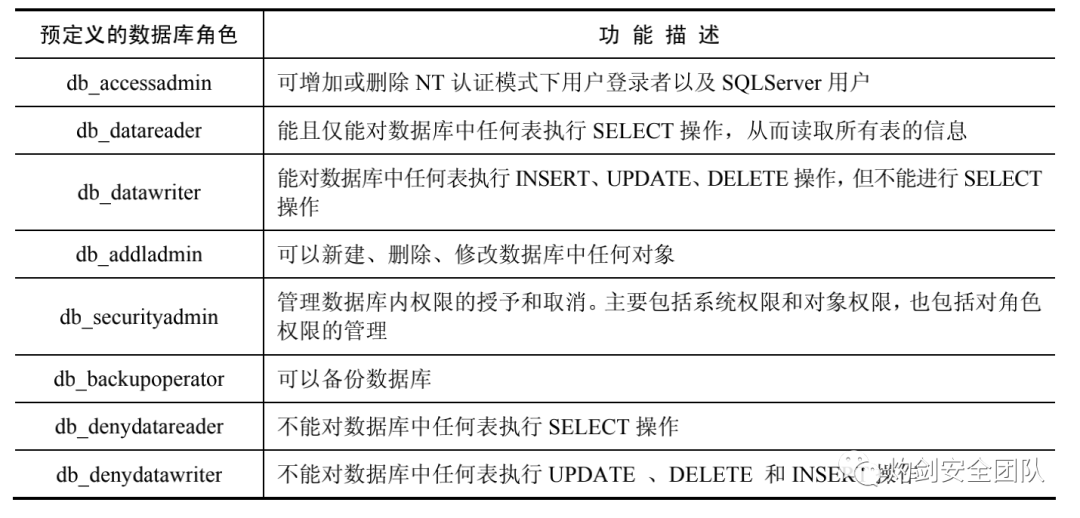 预定义的数据库角色 功 能 描 述
db_accessadmin 可增加或删除 NT 认证模式下用户登录者以及 SQLServer 用户
db_datareader 能且仅能对数据库中任何表执行 SELECT 操作，从而读取所有表的信息
db_datawriter 能对数据库中任何表执行 INSERT、UPDATE、DELETE 操作，但不能进行 SELECT
操作
db_addladmin 可以新建、删除、修改数据库中任何对象
db_securityadmin 管理数据库内权限的授予和取消。主要包括系统权限和对象权限，也包括对角色
权限的管理
db_backupoperator 可以备份数据库
db_denydatareader 不能对数据库中任何表执行 SELECT 操作
db_denydatawriter 不能对数据库中任何表执行 UPDATE 、DELETE 和 INSERT 操作
剑安全团队